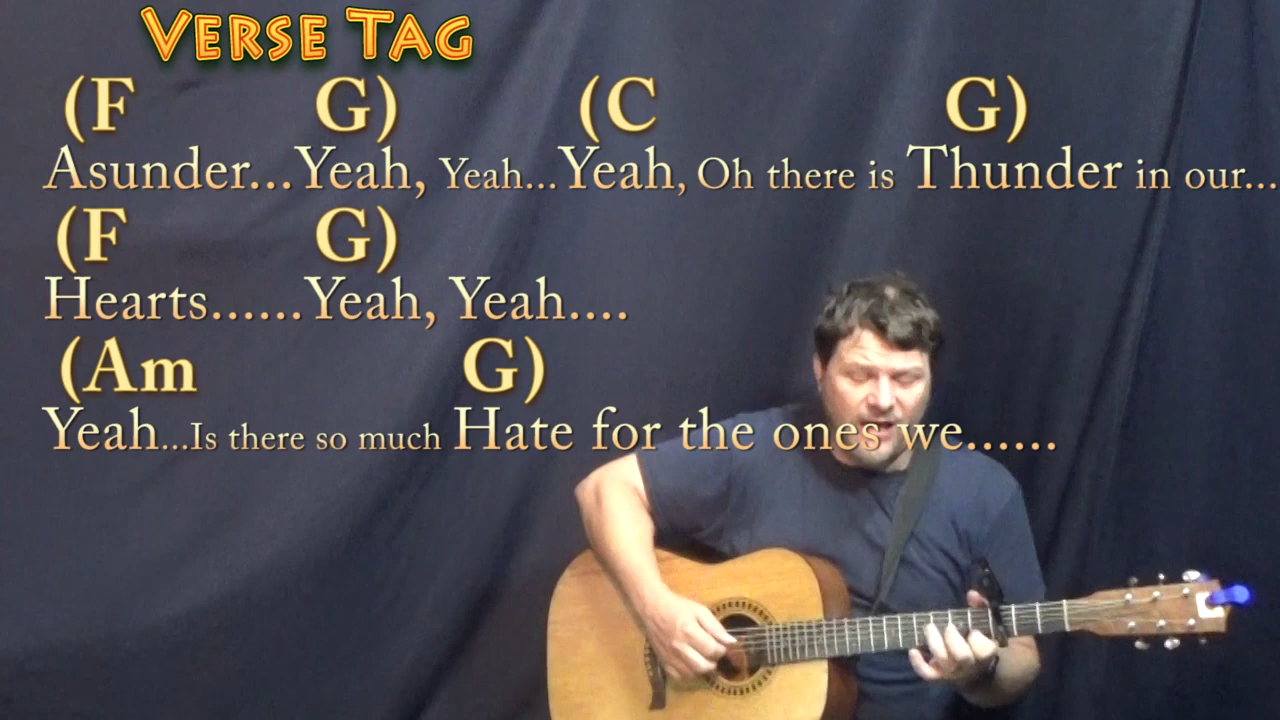 VERSE TAG
(F G) (C G)
Asunder...Yeah, Yeah...Yeah, Oh there is Thunder in our...
(F G)
Hearts......Yeah, Yeah....
(Am G)
Yeah...Is there so much Hate for the ones we......